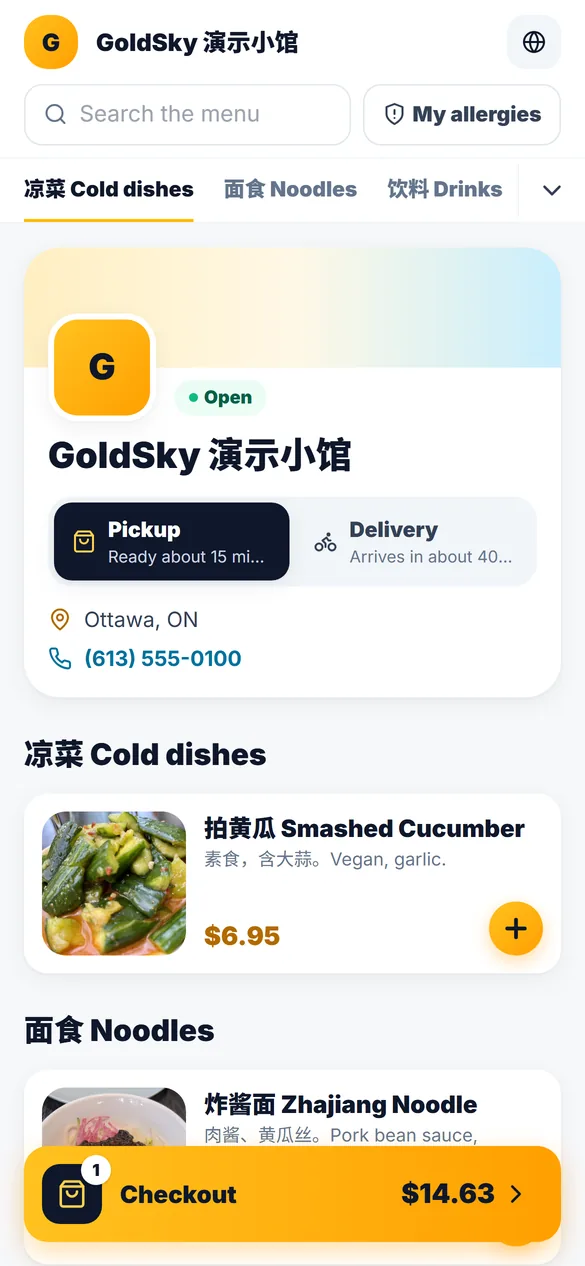 G GoldSky 演示小馆
Search the menu My allergies
凉菜 Cold dishes 面食 Noodles 饮料 Drinks
G
Open
GoldSky 演示小馆
Pickup
Ready about 15 mi...
Delivery
Arrives in about 40...
Ottawa, ON
(613) 555-0100
凉菜 Cold dishes
拍黄瓜 Smashed Cucumber
素食，含大蒜。Vegan, garlic.
$6.95
面食 Noodles
炸酱面 Zhajiang Noodle
肉酱、黄瓜丝。Pork bean sauce,
1
Checkout $14.63